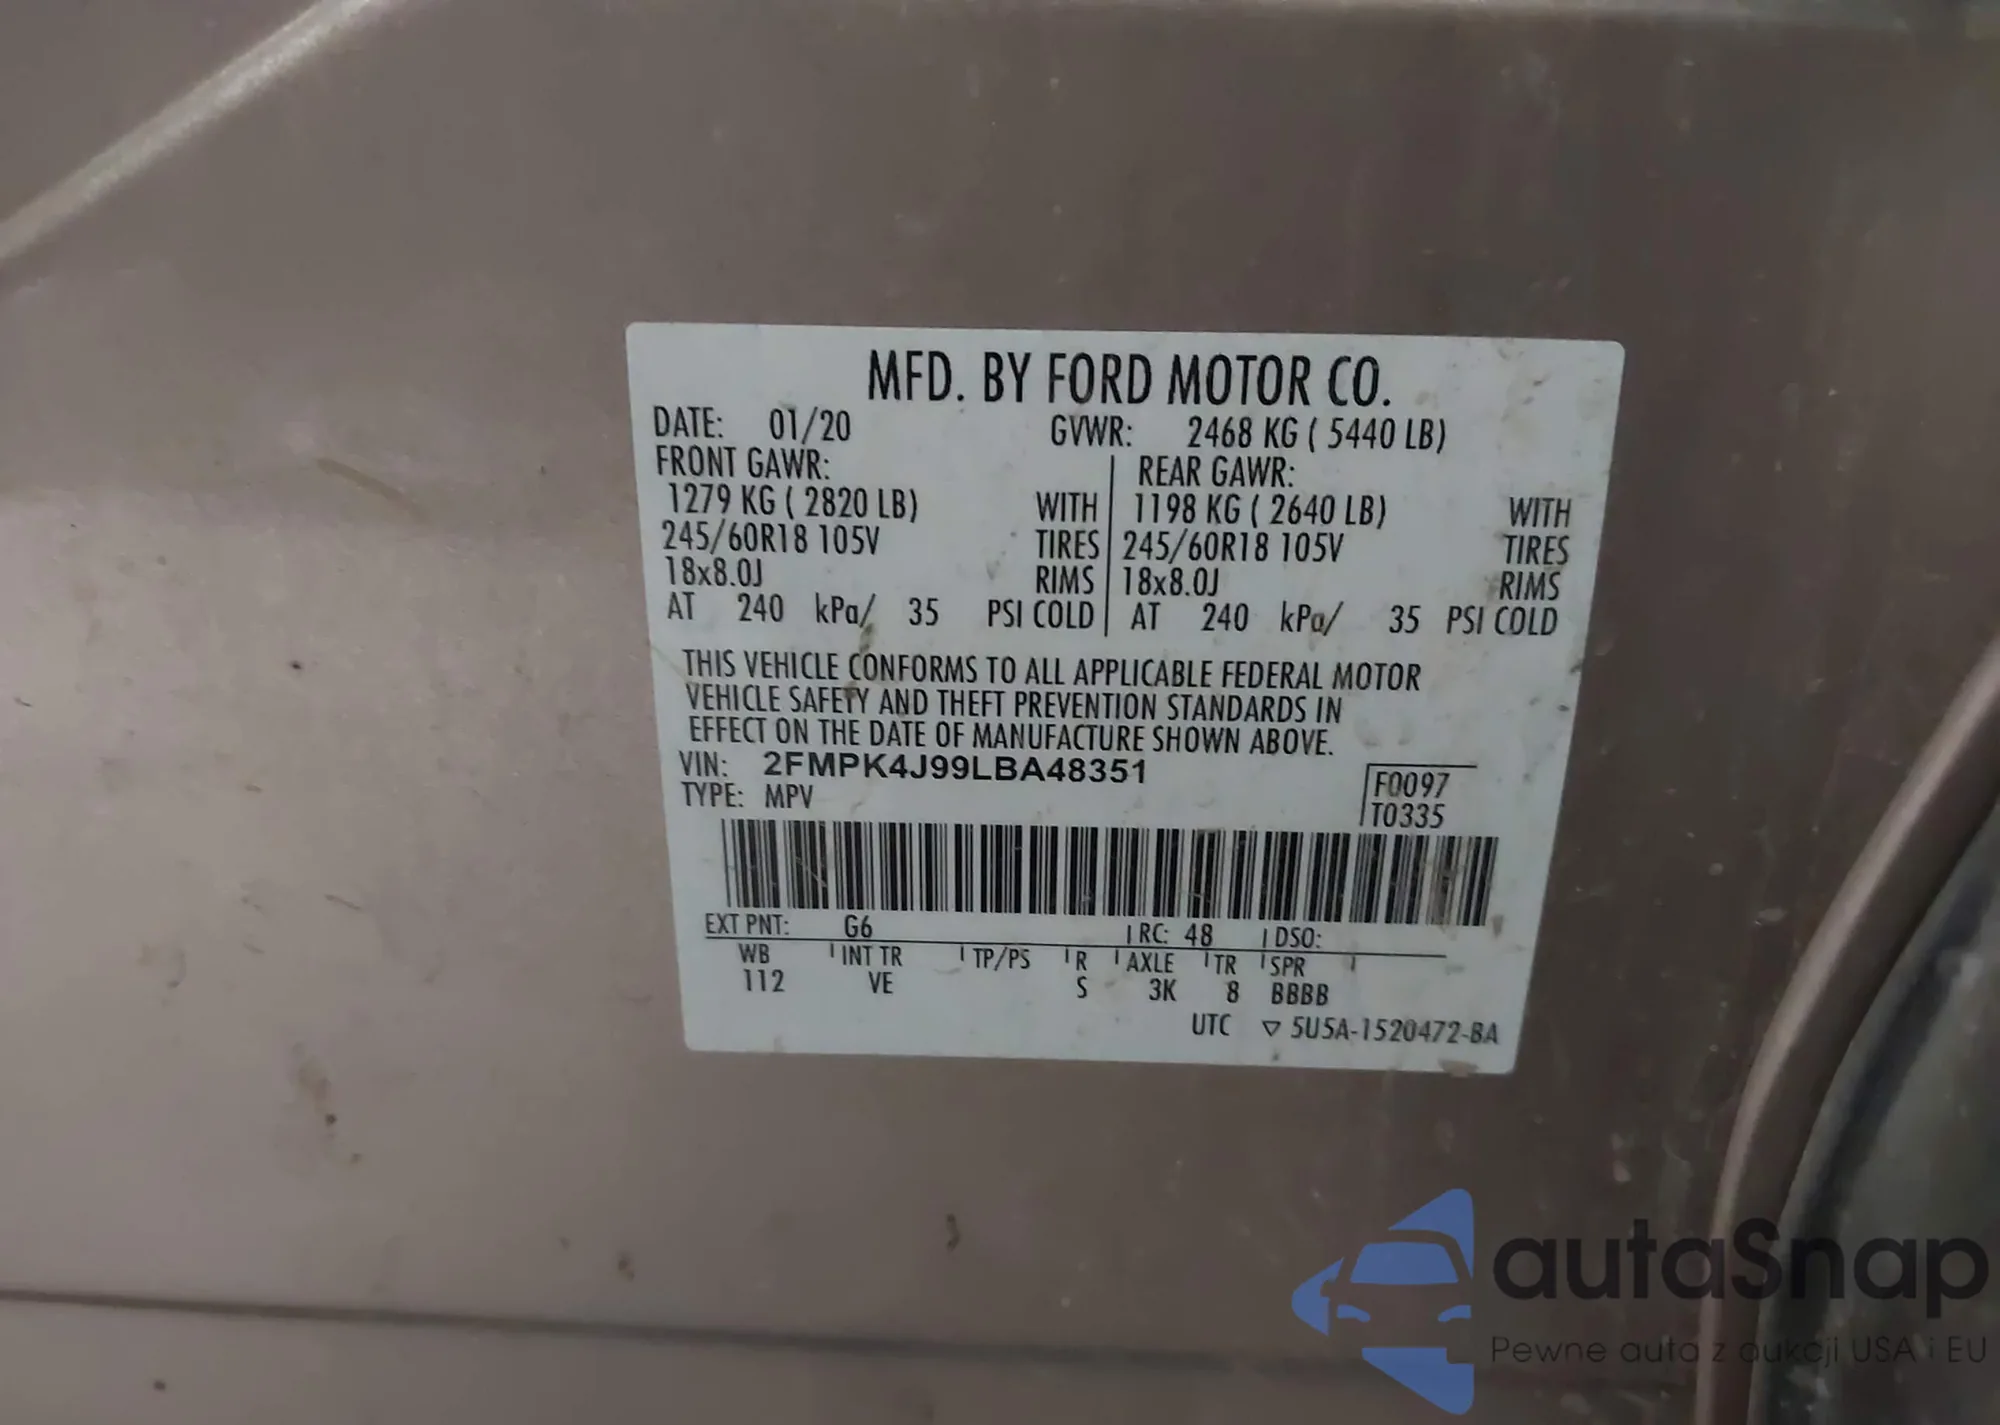 MFD. BY FORD MOTOR CO.
DATE: 01/20 GVWR: 2468 KG ( 5440 LB)
FRONT GAWR: REAR GAWR:
1279 KG ( 2820 LB) WITH 1198 KG ( 2640 LB) WITH
245/60R18 105V TIRES 245/60R18 105V TIRES
18x8.0J RIMS 18x8.0J RIMS
AT 240 kPa/ 35 PSI COLD AT 240 kPa/ 35 PSI COLD
THIS VEHICLE CONFORMS TO ALL APPLICABLE FEDERAL MOTOR
VEHICLE SAFETY AND THEFT PREVENTION STANDARDS IN
EFFECT ON THE DATE OF MANUFACTURE SHOWN ABOVE.
VIN: 2FMPK4J99LBA48351
TYPE: MPV
F0097
T0335
EXT PNT: G6 RC: 48 DSO:
WB INT TR TP/PS R AXLE TR SPR
112 VE S 3K 8 BBBB
UTC ▽ 5U5A-1520472-BA
autaSnap
Pewne auta z aukcji USA i EU